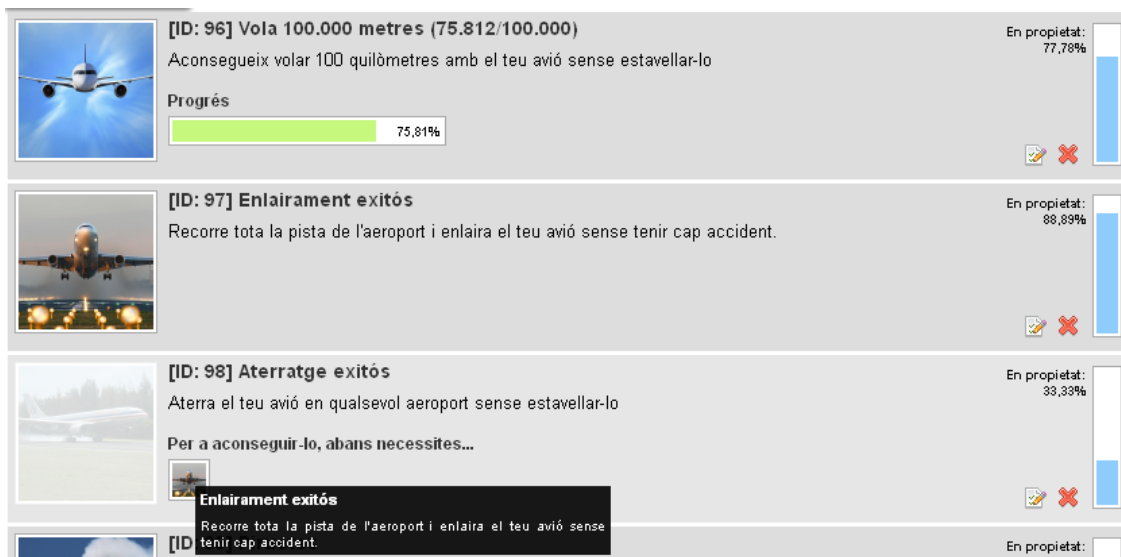 [ID: 96] Vola 100.000 metres (75.812/100.000)
En propietat:
77,78%
Aconsegueix volar 100 quilòmetres amb el teu avió sense estavellar-lo
Progrés
75,81%
[ID: 97] Enlairament exitós
En propietat:
88,89%
Recorre tota la pista de l'aeroport i enlaira el teu avió sense tenir cap accident.
[ID: 98] Aterratge exitós
En propietat:
33,33%
Aterra el teu avió en qualsevol aeroport sense estavellar-lo
Per a aconseguir-lo, abans necessites...
Enlairament exitós
Recorre tota la pista de l'aeroport i enlaira el teu avió sense
tenir cap accident.
[ID
En propietat: